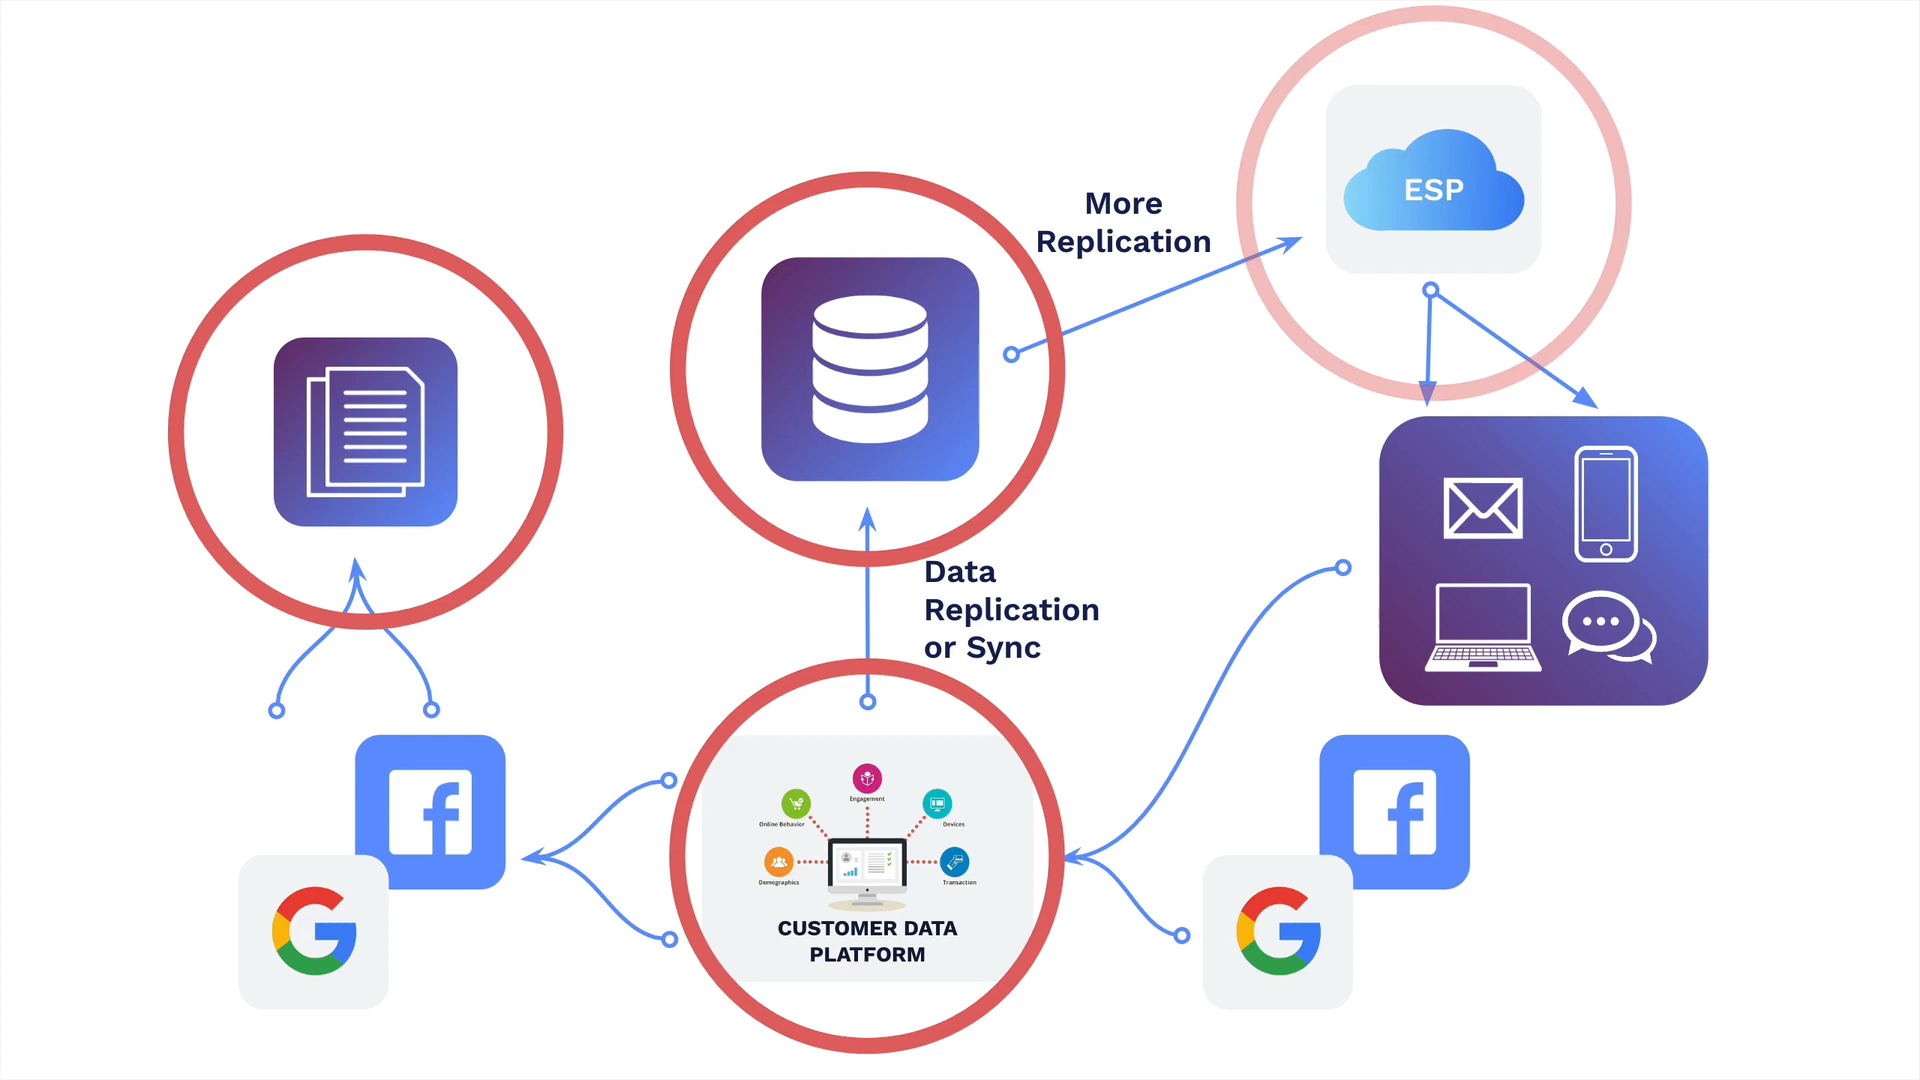 ESP
More
Replication
Data
Replication
or Sync
Engagement
Online Behavior
Devices
Demographics
Transaction
CUSTOMER DATA
PLATFORM